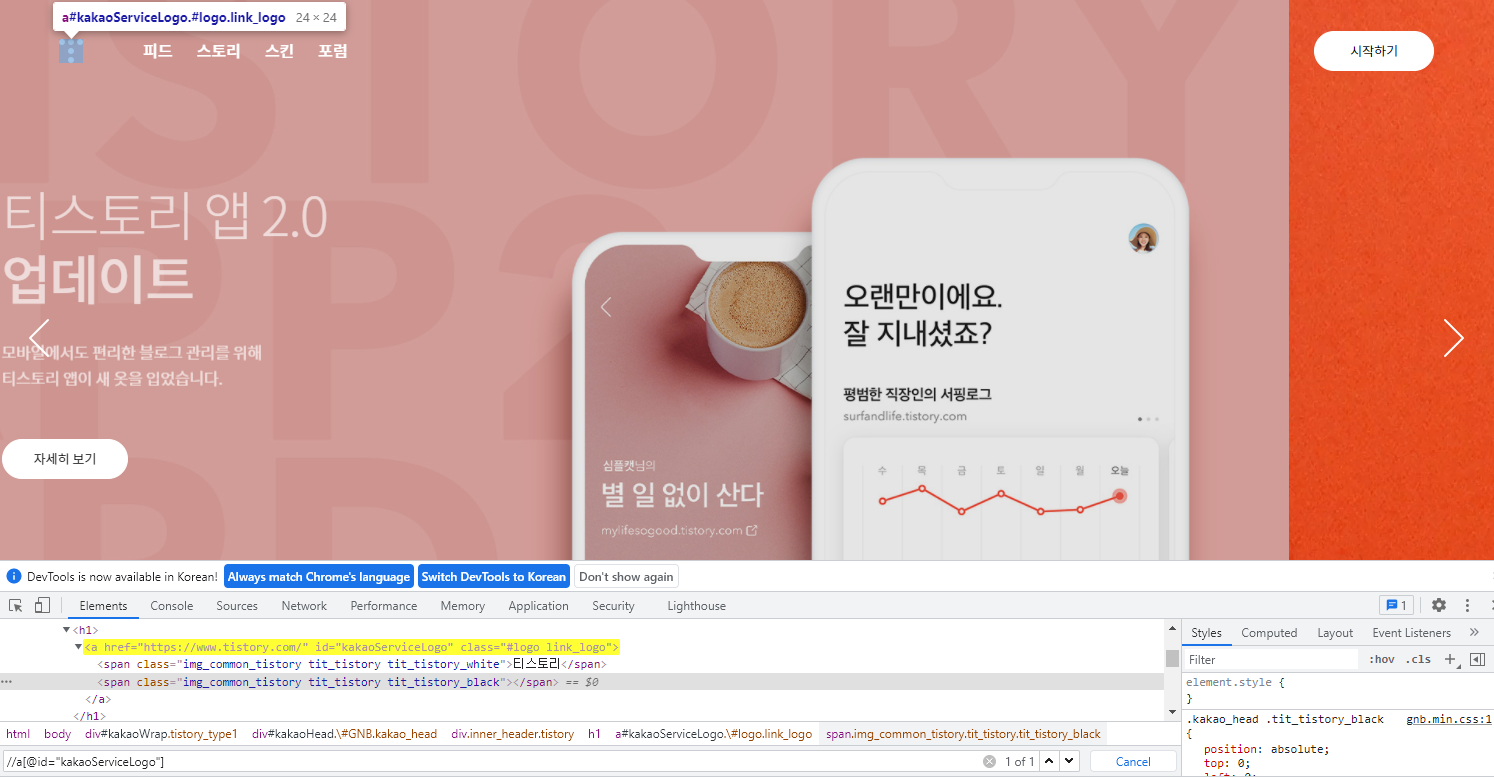 a#kakaoServiceLogo.#logo.link_logo 24 × 24
피드 스토리 스킨 포럼
시작하기
티스토리 앱 2.0
업데이트
모바일에서도 편리한 블로그 관리를 위해
티스토리 앱이 새 옷을 입었습니다.
자세히 보기
심플캣님의
별 일 없이 산다
mylifesogood.tistory.com
오랜만이에요.
잘 지내셨죠?
평범한 직장인의 서핑로그
surfandlife.tistory.com
수 목 금 토 일 월 오늘
DevTools is now available in Korean! Always match Chrome's language Switch DevTools to Korean Don't show again
Elements Console Sources Network Performance Memory Application Security Lighthouse 1
<h1>
<a href="https://www.tistory.com/" id="kakaoServiceLogo" class="#logo link_logo">
<span class="img_common_tistory tit_tistory tit_tistory_white">티스토리</span>
<span class="img_common_tistory tit_tistory tit_tistory_black"></span> == $0
</a>
</h1>
html body div#kakaoWrap.tistory_type1 div#kakaoHead.\#GNB.kakao_head div.inner_header.tistory h1 a#kakaoServiceLogo.\#logo.link_logo span.img_common_tistory.tit_tistory.tit_tistory_black
//a[@id="kakaoServiceLogo"] 1 of 1 Cancel
Styles Computed Layout Event Listeners »
Filter :hov .cls +
element.style {
}
.kakao_head .tit_tistory_black gnb.min.css:1
{
position: absolute;
top: 0;